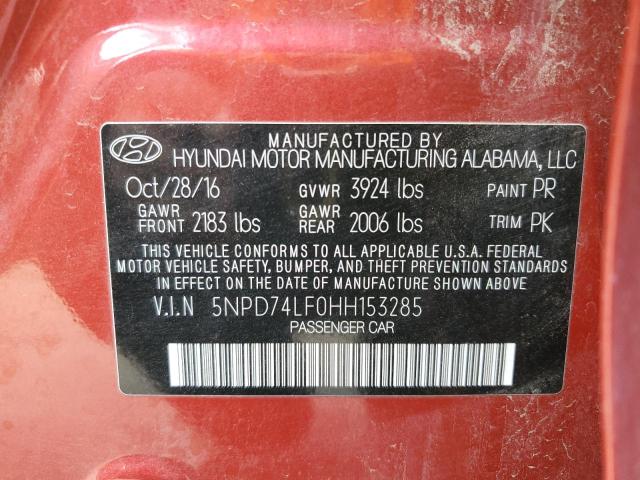 MANUFACTURED BY
HYUNDAI MOTOR MANUFACTURING ALABAMA, LLC
Oct/28/16 GVWR 3924 lbs PAINT PR
GAWR FRONT 2183 lbs GAWR REAR 2006 lbs TRIM PK
THIS VEHICLE CONFORMS TO ALL APPLICABLE U.S.A. FEDERAL
MOTOR VEHICLE SAFETY, BUMPER, AND THEFT PREVENTION STANDARDS
IN EFFECT ON THE DATE OF MANUFACTURE SHOWN ABOVE.
V.I.N 5NPD74LF0HH153285
PASSENGER CAR